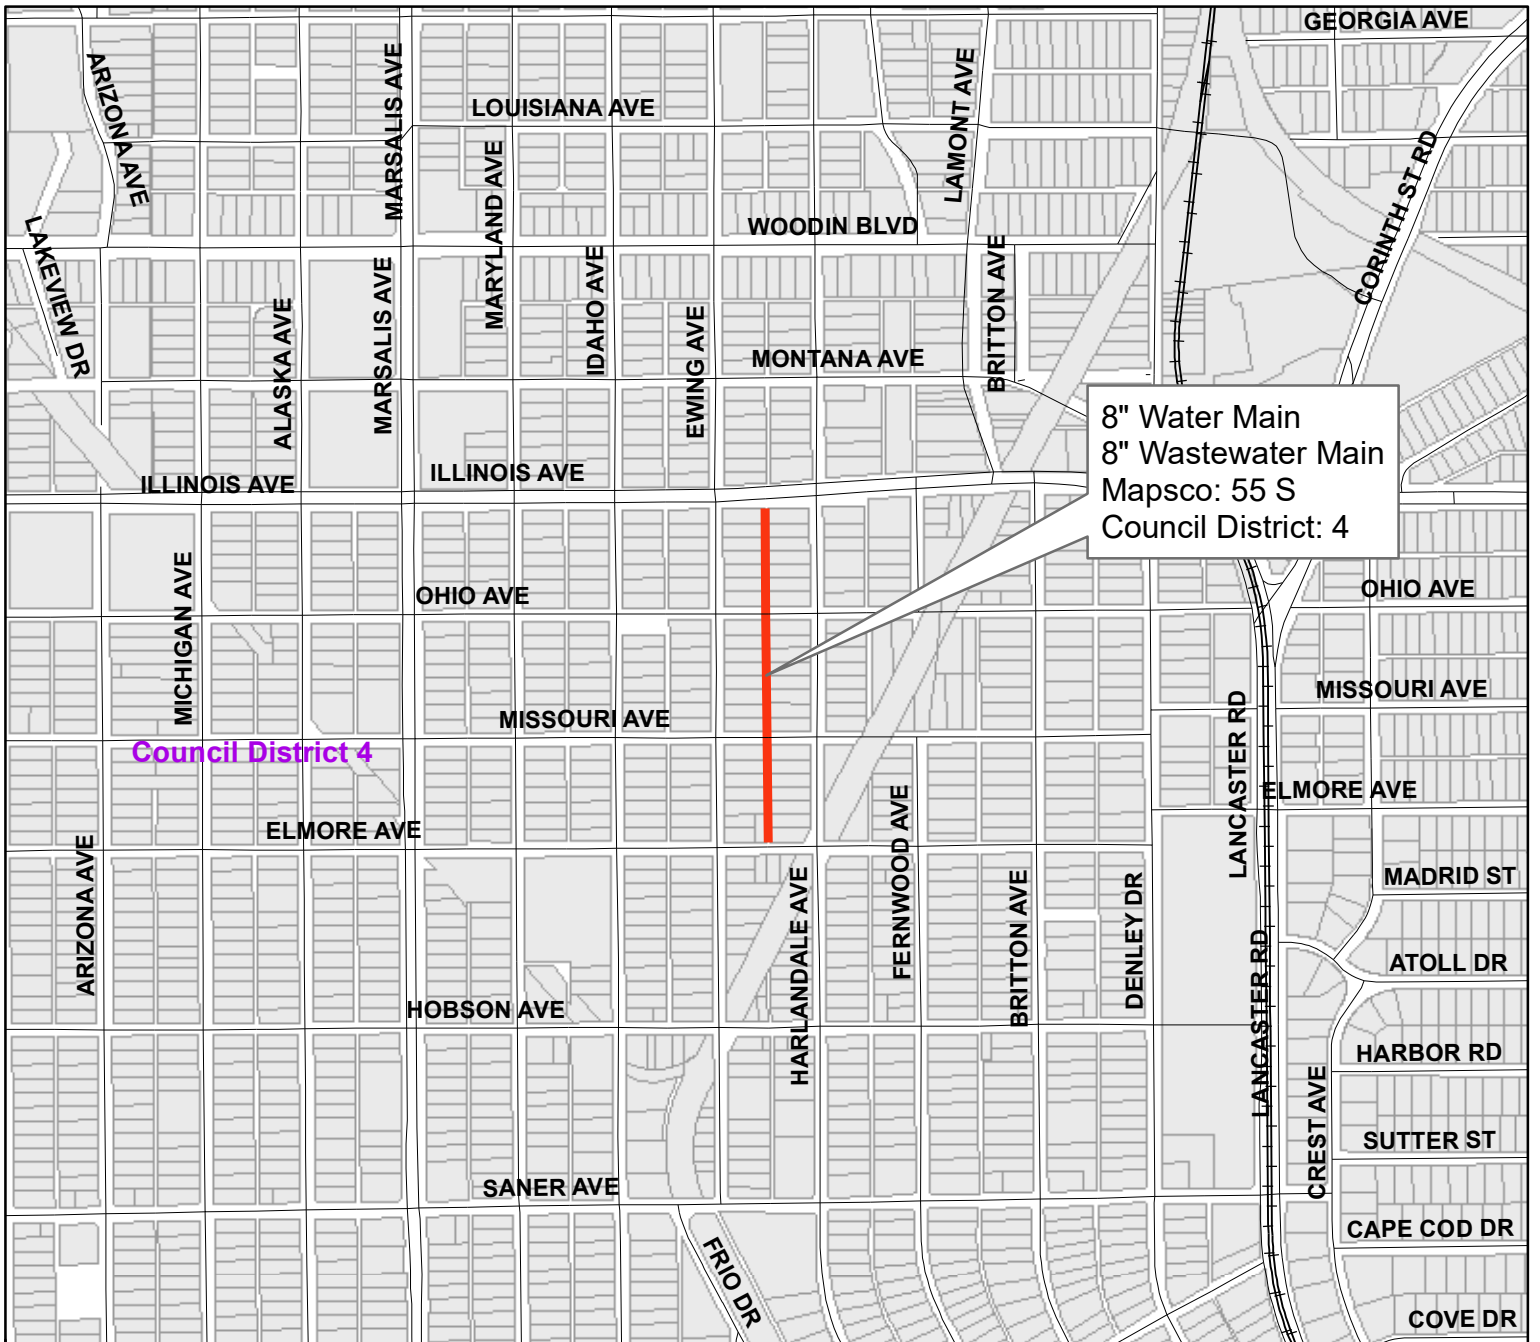 GEORGIA AVE
ARIZONA AVE
MARSALIS AVE
LOUISIANA AVE
LAMONT AVE
CORINTH ST RD
MARYLAND AVE
WOODIN BLVD
LAKEVIEW DR
IDAHO AVE
BRITTON AVE
MARSALIS AVE
ALASKA AVE
EWING AVE
MONTANA AVE
8" Water Main
8" Wastewater Main
Mapsco: 55 S
Council District: 4
ILLINOIS AVE
ILLINOIS AVE
MICHIGAN AVE
OHIO AVE
OHIO AVE
MISSOURI AVE
MISSOURI AVE
Council District 4
LANCASTER RD
ELMORE AVE
ELMORE AVE
FERNWOOD AVE
ARIZONA AVE
HARLANDALE AVE
BRITTON AVE
DENLEY DR
MADRID ST
LANCASTER RD
ATOLL DR
HOBSON AVE
HARBOR RD
CREST AVE
SUTTER ST
SANER AVE
CAPE COD DR
FRIO DR
COVE DR